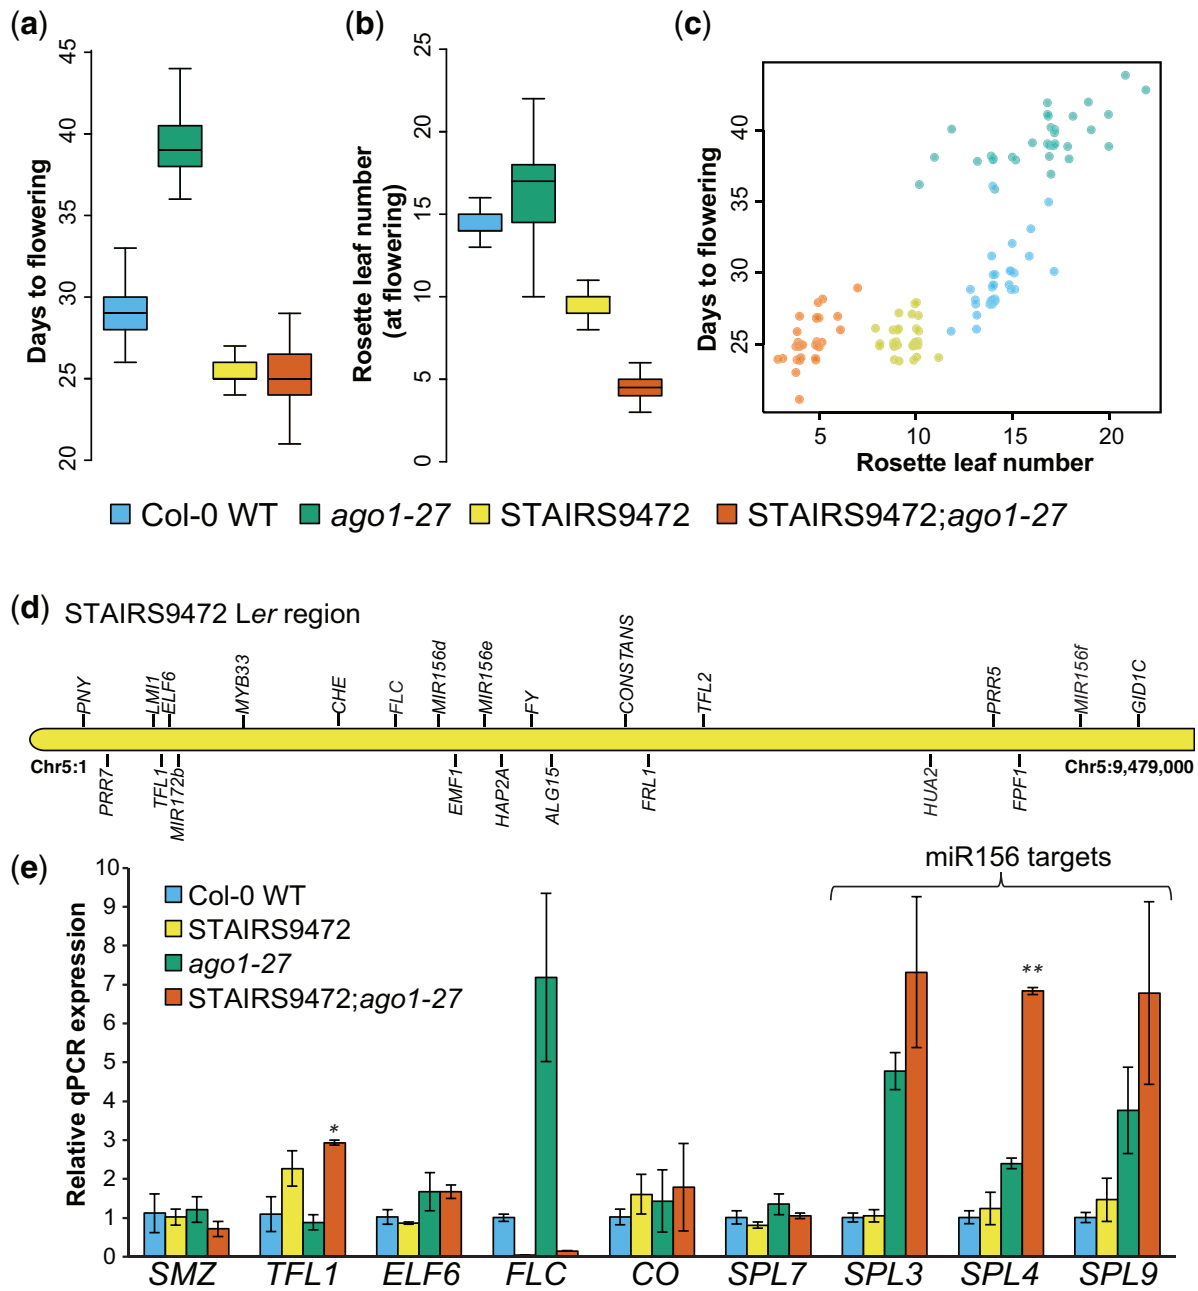 (a)
Days to flowering
45
40
35
30
25
20
(b)
Rosette leaf number
(at flowering)
25
20
15
10
5
0
(c)
Days to flowering
40
35
30
25
5 10 15 20
Rosette leaf number
Col-0 WT ago1-27 STAIRS9472 STAIRS9472;ago1-27
(d) STAIRS9472 Ler region
PNY LMI1 ELF6 MYB33 CHE FLC MIR156d MIR156e FY CONSTANS TFL2 PRR5 MIR156f GID1C
Chr5:1 Chr5:9,479,000
PRR7 TFL1 MIR172b EMF1 HAP2A ALG15 FRL1 HUA2 FPF1
(e)
Relative qPCR expression
10
9
8
7
6
5
4
3
2
1
0
Col-0 WT
STAIRS9472
ago1-27
STAIRS9472;ago1-27
miR156 targets
*
**
SMZ TFL1 ELF6 FLC CO SPL7 SPL3 SPL4 SPL9